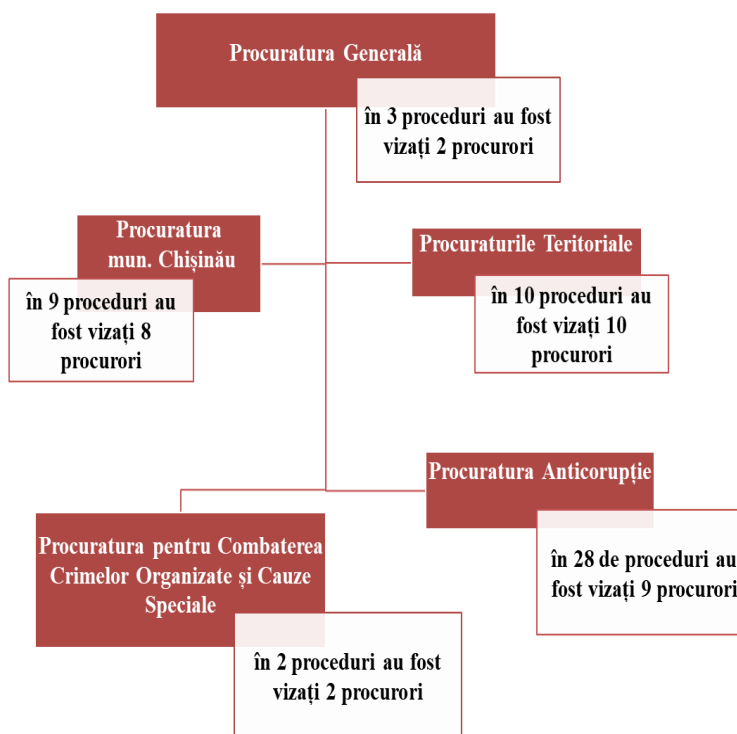 Procuratura Generală
în 3 proceduri au fost
vizați 2 procurori
Procuratura
mun. Chișinău
în 9 proceduri au
fost vizați 8
procurori
Procuraturile Teritoriale
în 10 proceduri au
fost vizați 10
procurori
Procuratura Anticorupție
în 28 de proceduri au
fost vizați 9 procurori
Procuratura pentru Combaterea
Crimelor Organizate și Cauze
Speciale
în 2 proceduri au fost
vizați 2 procurori